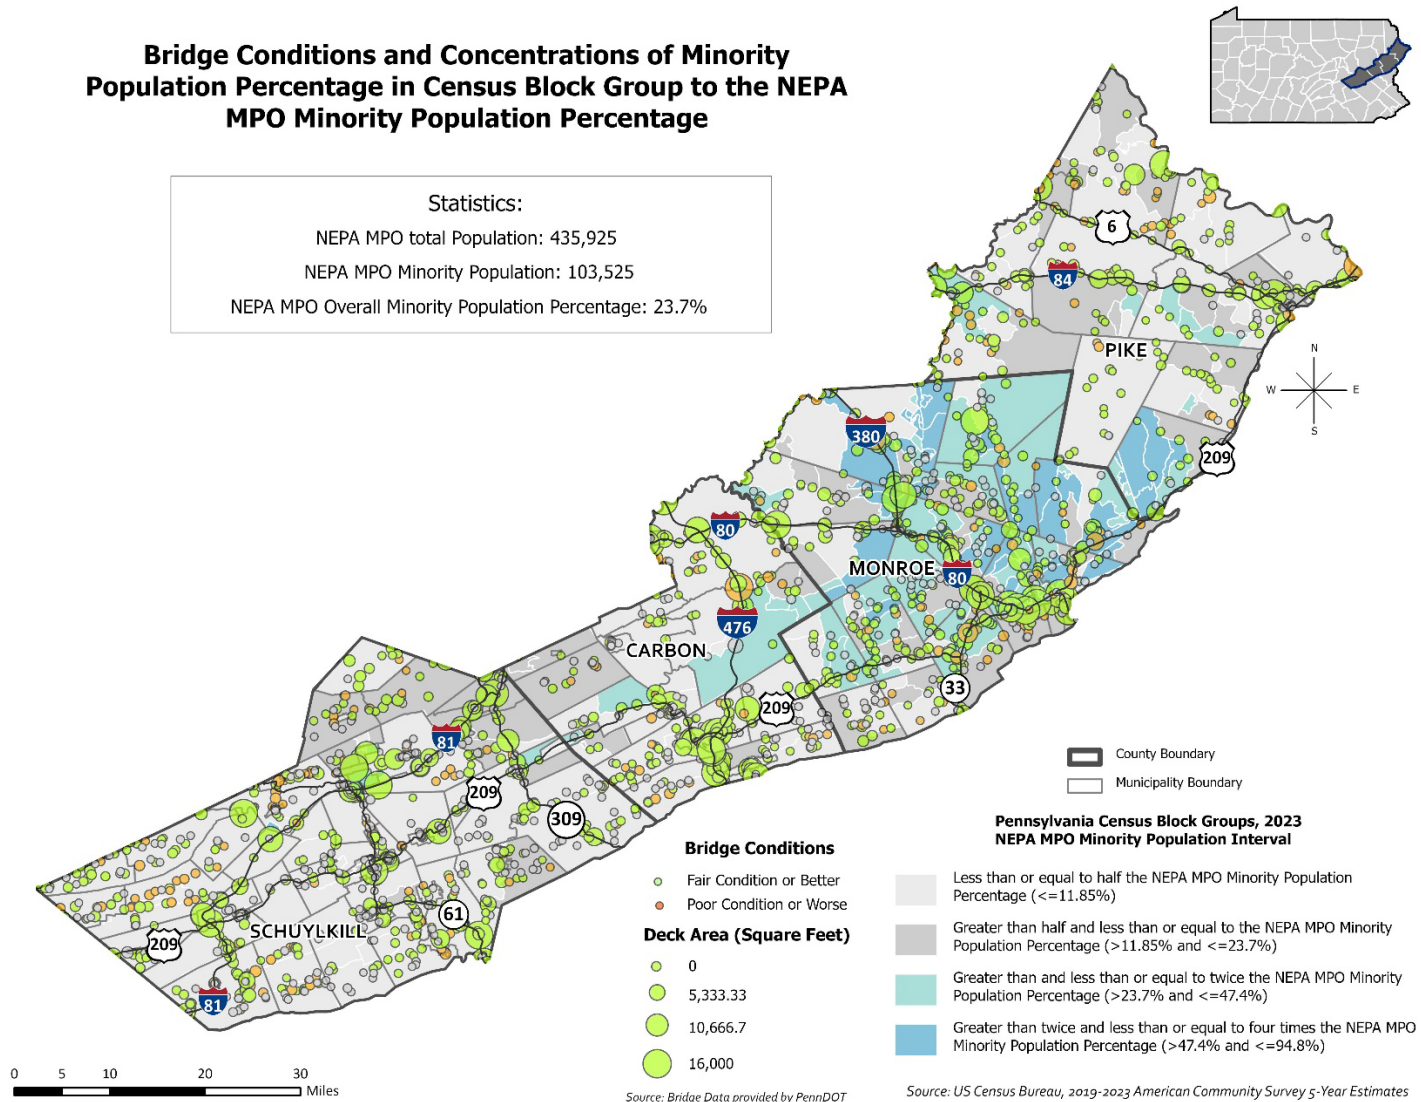 Bridge Conditions and Concentrations of Minority
Population Percentage in Census Block Group to the NEPA
MPO Minority Population Percentage
Statistics:
NEPA MPO total Population: 435,925
NEPA MPO Minority Population: 103,525
NEPA MPO Overall Minority Population Percentage: 23.7%
6
84
PIKE
N
W
E
S
380
209
80
MONROE
80
476
CARBON
33
209
81
209
309
61
SCHUYLKILL
209
81
County Boundary
Municipality Boundary
Pennsylvania Census Block Groups, 2023
NEPA MPO Minority Population Interval
Less than or equal to half the NEPA MPO Minority Population
Percentage (<=11.85%)
Greater than half and less than or equal to the NEPA MPO Minority
Population Percentage (>11.85% and <=23.7%)
Greater than and less than or equal to twice the NEPA MPO Minority
Population Percentage (>23.7% and <=47.4%)
Greater than twice and less than or equal to four times the NEPA MPO
Minority Population Percentage (>47.4% and <=94.8%)
Bridge Conditions
Fair Condition or Better
Poor Condition or Worse
Deck Area (Square Feet)
0
5,333.33
10,666.7
16,000
0 5 10 20 30
Miles
Source: Bridge Data provided by PennDOT
Source: US Census Bureau, 2019-2023 American Community Survey 5-Year Estimates